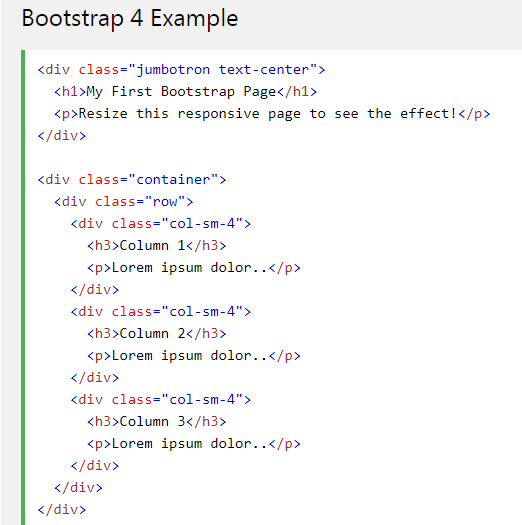 Bootstrap 4 Example
<div class="jumbotron text-center">
  <h1>My First Bootstrap Page</h1>
  <p>Resize this responsive page to see the effect!</p>
</div>

<div class="container">
  <div class="row">
    <div class="col-sm-4">
      <h3>Column 1</h3>
      <p>Lorem ipsum dolor..</p>
    </div>
    <div class="col-sm-4">
      <h3>Column 2</h3>
      <p>Lorem ipsum dolor..</p>
    </div>
    <div class="col-sm-4">
      <h3>Column 3</h3>
      <p>Lorem ipsum dolor..</p>
    </div>
  </div>
</div>